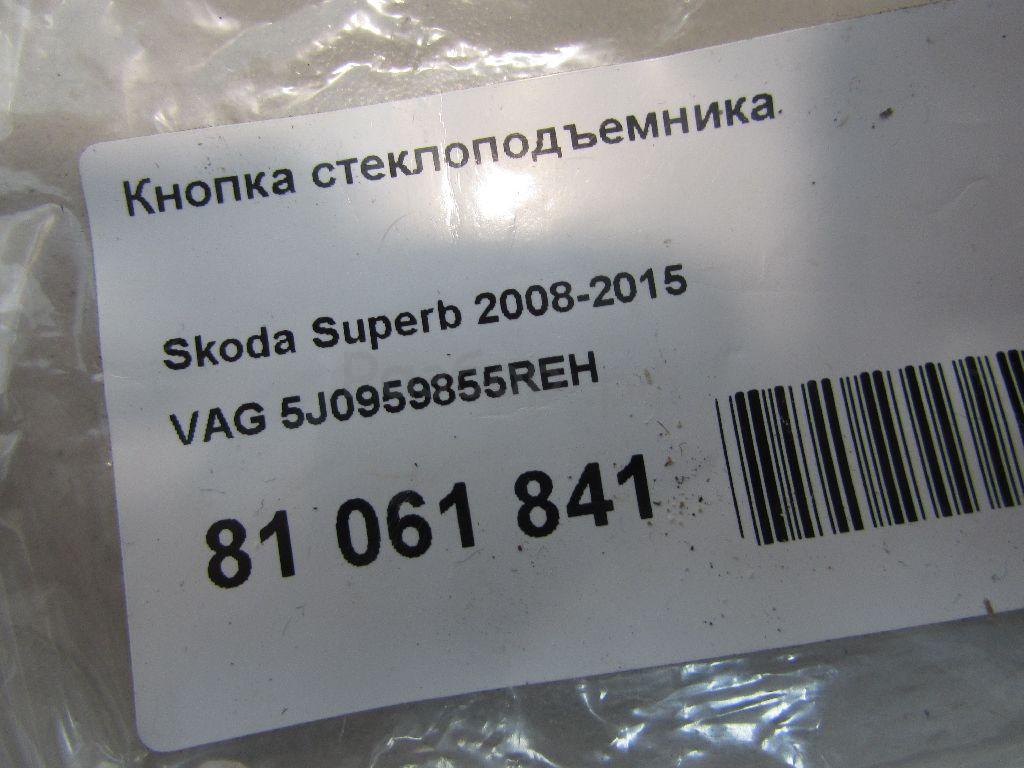 Кнопка стеклоподъемника
Skoda Superb 2008-2015
VAG 5J0959855REH
81 061 841